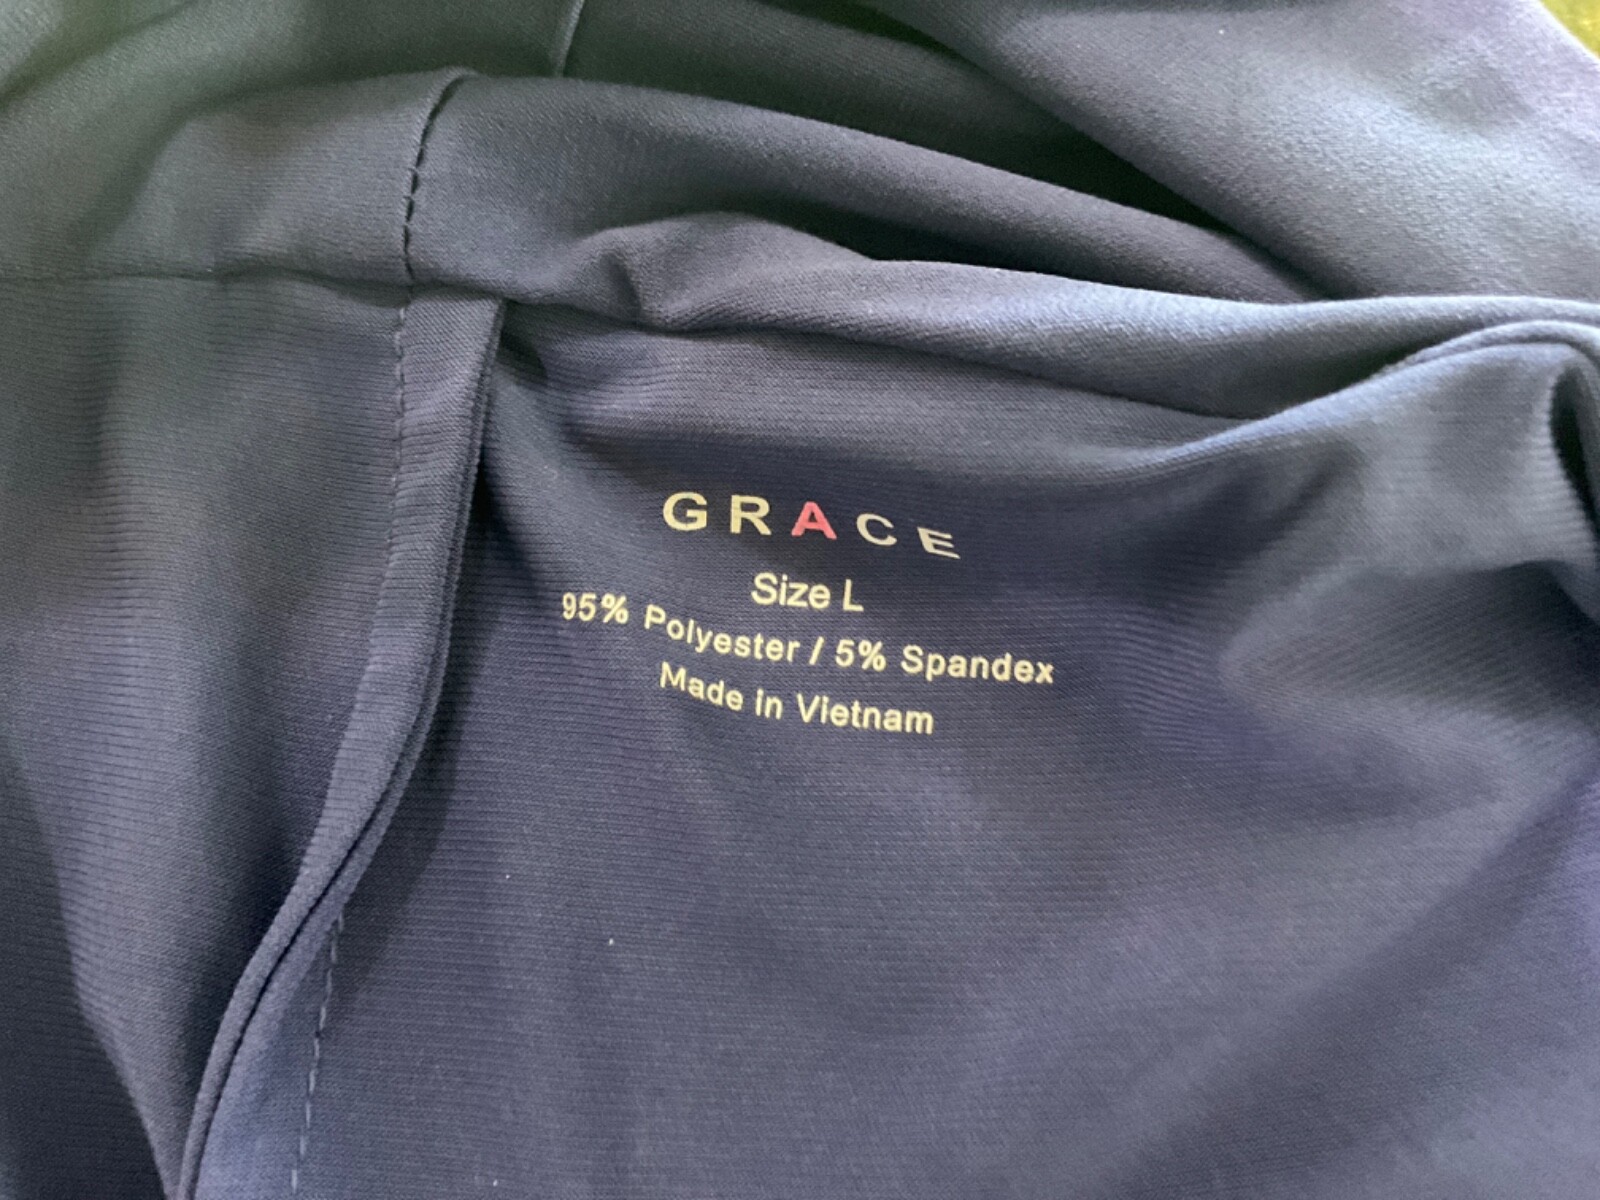 GRACE
Size L
95% Polyester / 5% Spandex
Made in Vietnam